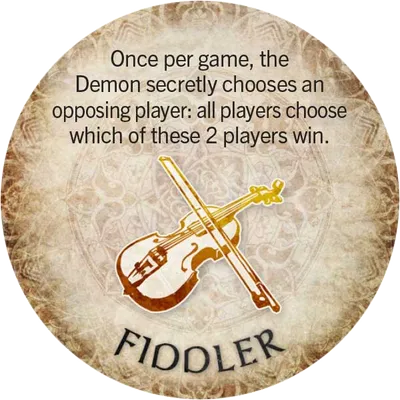 Once per game, the
Demon secretly chooses an
opposing player: all players choose
which of these 2 players win.
FIDDLER